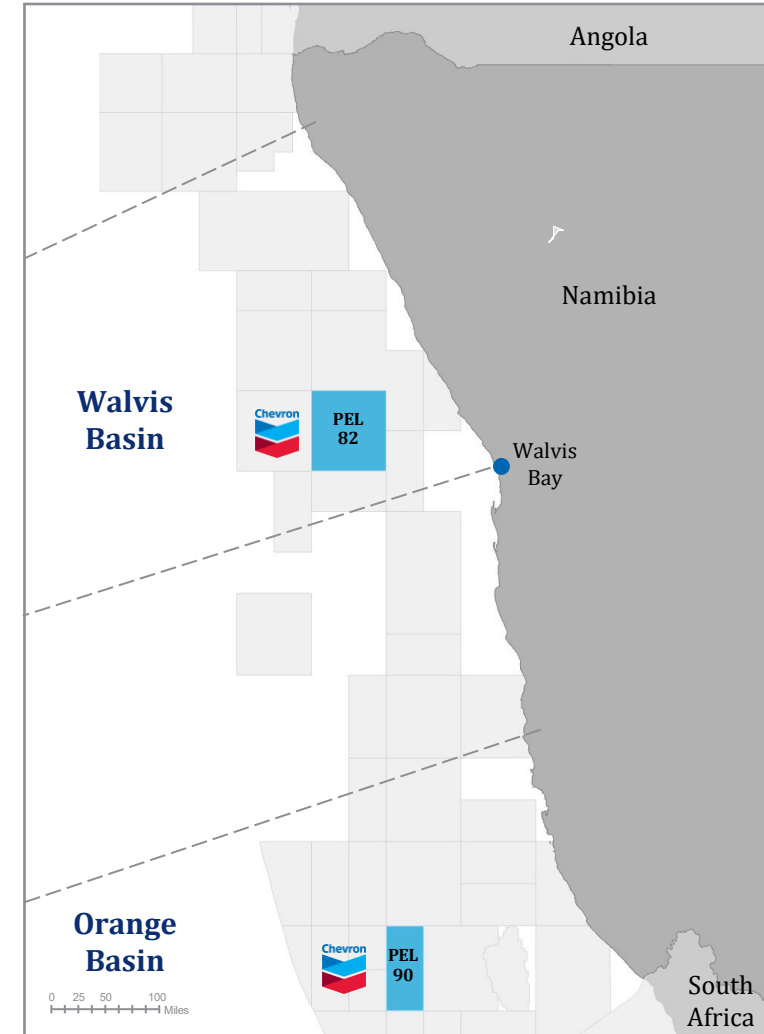 Angola
Namibia
Walvis
Basin
Chevron
PEL
82
Walvis
Bay
Orange
Basin
Chevron
PEL
90
South
Africa
0 25 50 100
Miles